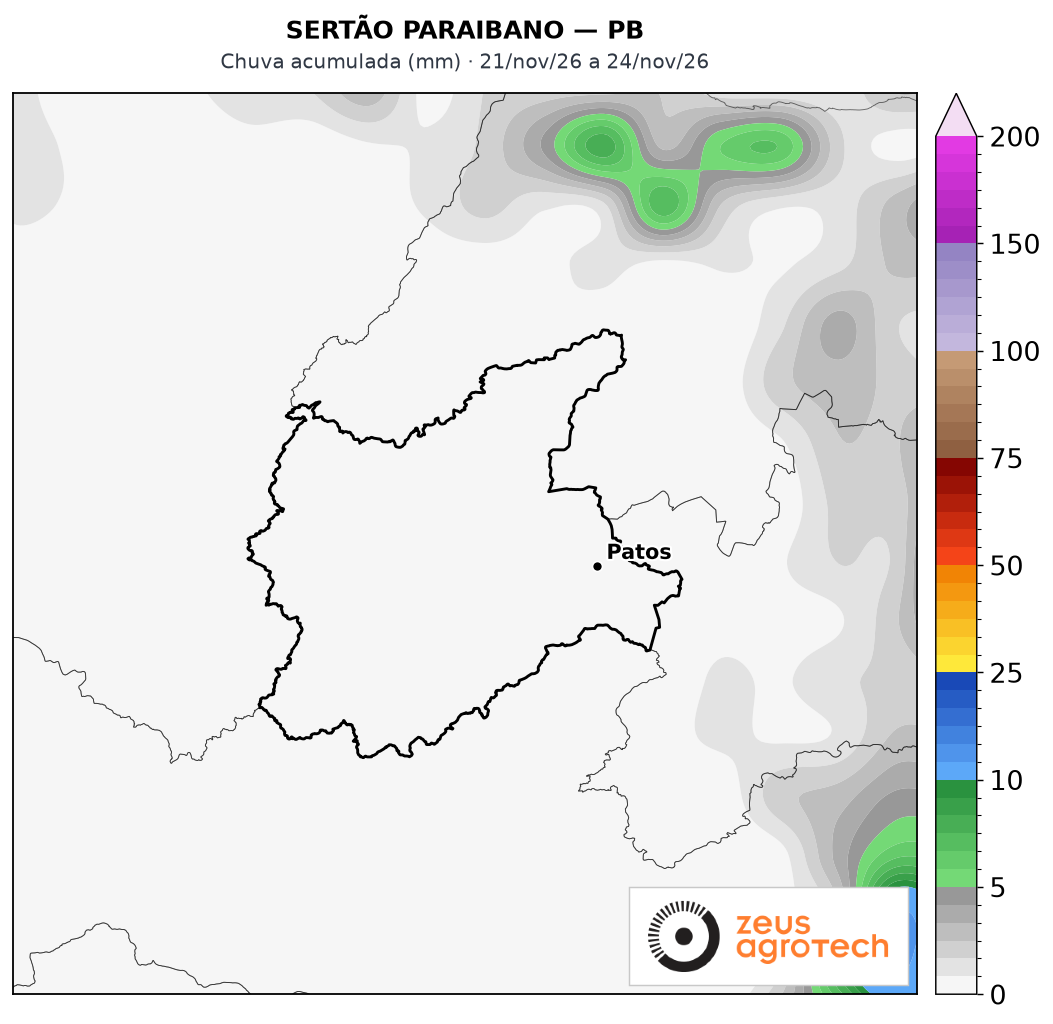 SERTÃO PARAIBANO — PB
Chuva acumulada (mm) · 21/nov/26 a 24/nov/26
200
150
100
75
50
25
10
5
0
Patos
zeus
agrotech